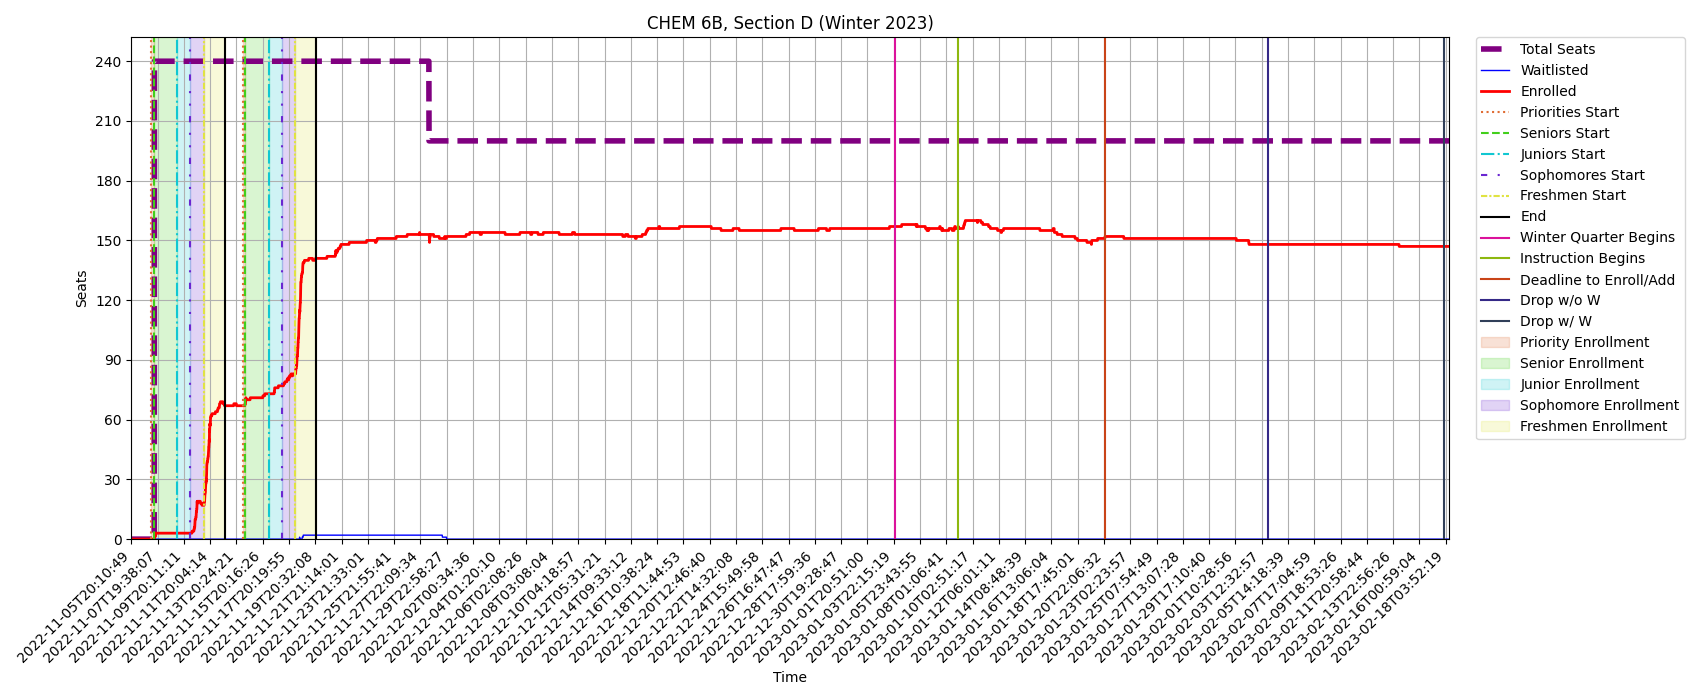 CHEM 6B, Section D (Winter 2023)
Seats
240
210
180
150
120
90
60
30
0
2022-11-05T20:10:49
2022-11-07T19:38:07
2022-11-09T20:11:11
2022-11-11T20:04:14
2022-11-13T20:24:21
2022-11-15T20:16:26
2022-11-17T20:19:55
2022-11-19T20:32:08
2022-11-21T21:14:01
2022-11-23T21:33:01
2022-11-25T21:55:41
2022-11-27T22:09:34
2022-11-29T22:58:27
2022-12-02T00:34:36
2022-12-04T01:20:10
2022-12-06T02:08:26
2022-12-08T03:08:04
2022-12-10T04:18:57
2022-12-12T05:31:21
2022-12-14T09:33:12
2022-12-16T10:38:24
2022-12-18T11:44:53
2022-12-20T12:46:40
2022-12-22T14:32:08
2022-12-24T15:49:58
2022-12-26T16:47:47
2022-12-28T17:59:36
2022-12-30T19:28:47
2023-01-01T20:51:00
2023-01-03T22:15:19
2023-01-05T23:43:55
2023-01-08T01:06:41
2023-01-10T02:51:17
2023-01-12T06:01:11
2023-01-14T08:48:39
2023-01-16T13:06:04
2023-01-18T17:45:01
2023-01-20T22:06:32
2023-01-23T02:23:57
2023-01-25T07:54:49
2023-01-27T13:07:28
2023-01-29T17:10:40
2023-02-01T10:28:56
2023-02-03T12:32:57
2023-02-05T14:18:39
2023-02-07T17:04:59
2023-02-09T18:53:26
2023-02-11T20:58:44
2023-02-13T22:56:26
2023-02-16T00:59:04
2023-02-18T03:52:19
Time
Total Seats
Waitlisted
Enrolled
Priorities Start
Seniors Start
Juniors Start
Sophomores Start
Freshmen Start
End
Winter Quarter Begins
Instruction Begins
Deadline to Enroll/Add
Drop w/o W
Drop w/ W
Priority Enrollment
Senior Enrollment
Junior Enrollment
Sophomore Enrollment
Freshmen Enrollment